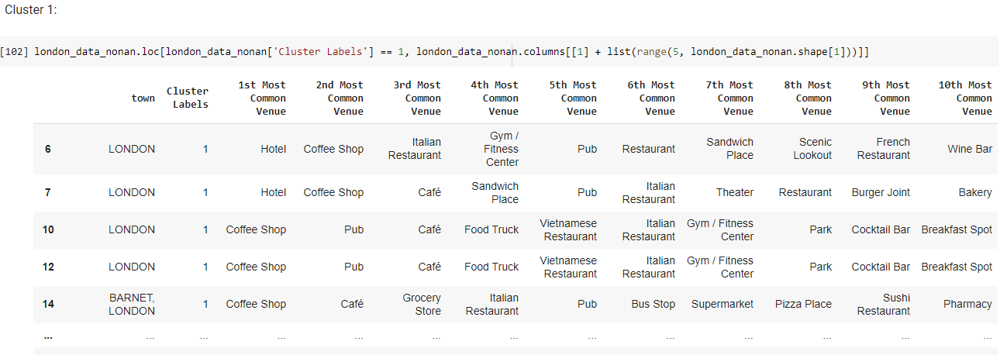 Cluster 1:
[102] london_data_nonan.loc[london_data_nonan['Cluster Labels'] == 1, london_data_nonan.columns[[1] + list(range(5, london_data_nonan.shape[1]))]]
town Cluster Labels 1st Most Common Venue 2nd Most Common Venue 3rd Most Common Venue 4th Most Common Venue 5th Most Common Venue 6th Most Common Venue 7th Most Common Venue 8th Most Common Venue 9th Most Common Venue 10th Most Common Venue
6 LONDON 1 Hotel Coffee Shop Italian Restaurant Gym / Fitness Center Pub Restaurant Sandwich Place Scenic Lookout French Restaurant Wine Bar
7 LONDON 1 Hotel Coffee Shop Café Sandwich Place Pub Italian Restaurant Theater Restaurant Burger Joint Bakery
10 LONDON 1 Coffee Shop Pub Café Food Truck Vietnamese Restaurant Italian Restaurant Gym / Fitness Center Park Cocktail Bar Breakfast Spot
12 LONDON 1 Coffee Shop Pub Café Food Truck Vietnamese Restaurant Italian Restaurant Gym / Fitness Center Park Cocktail Bar Breakfast Spot
14 BARNET, LONDON 1 Coffee Shop Café Grocery Store Italian Restaurant Pub Bus Stop Supermarket Pizza Place Sushi Restaurant Pharmacy
... ... ... ... ... ... ... ... ... ... ... ... ...